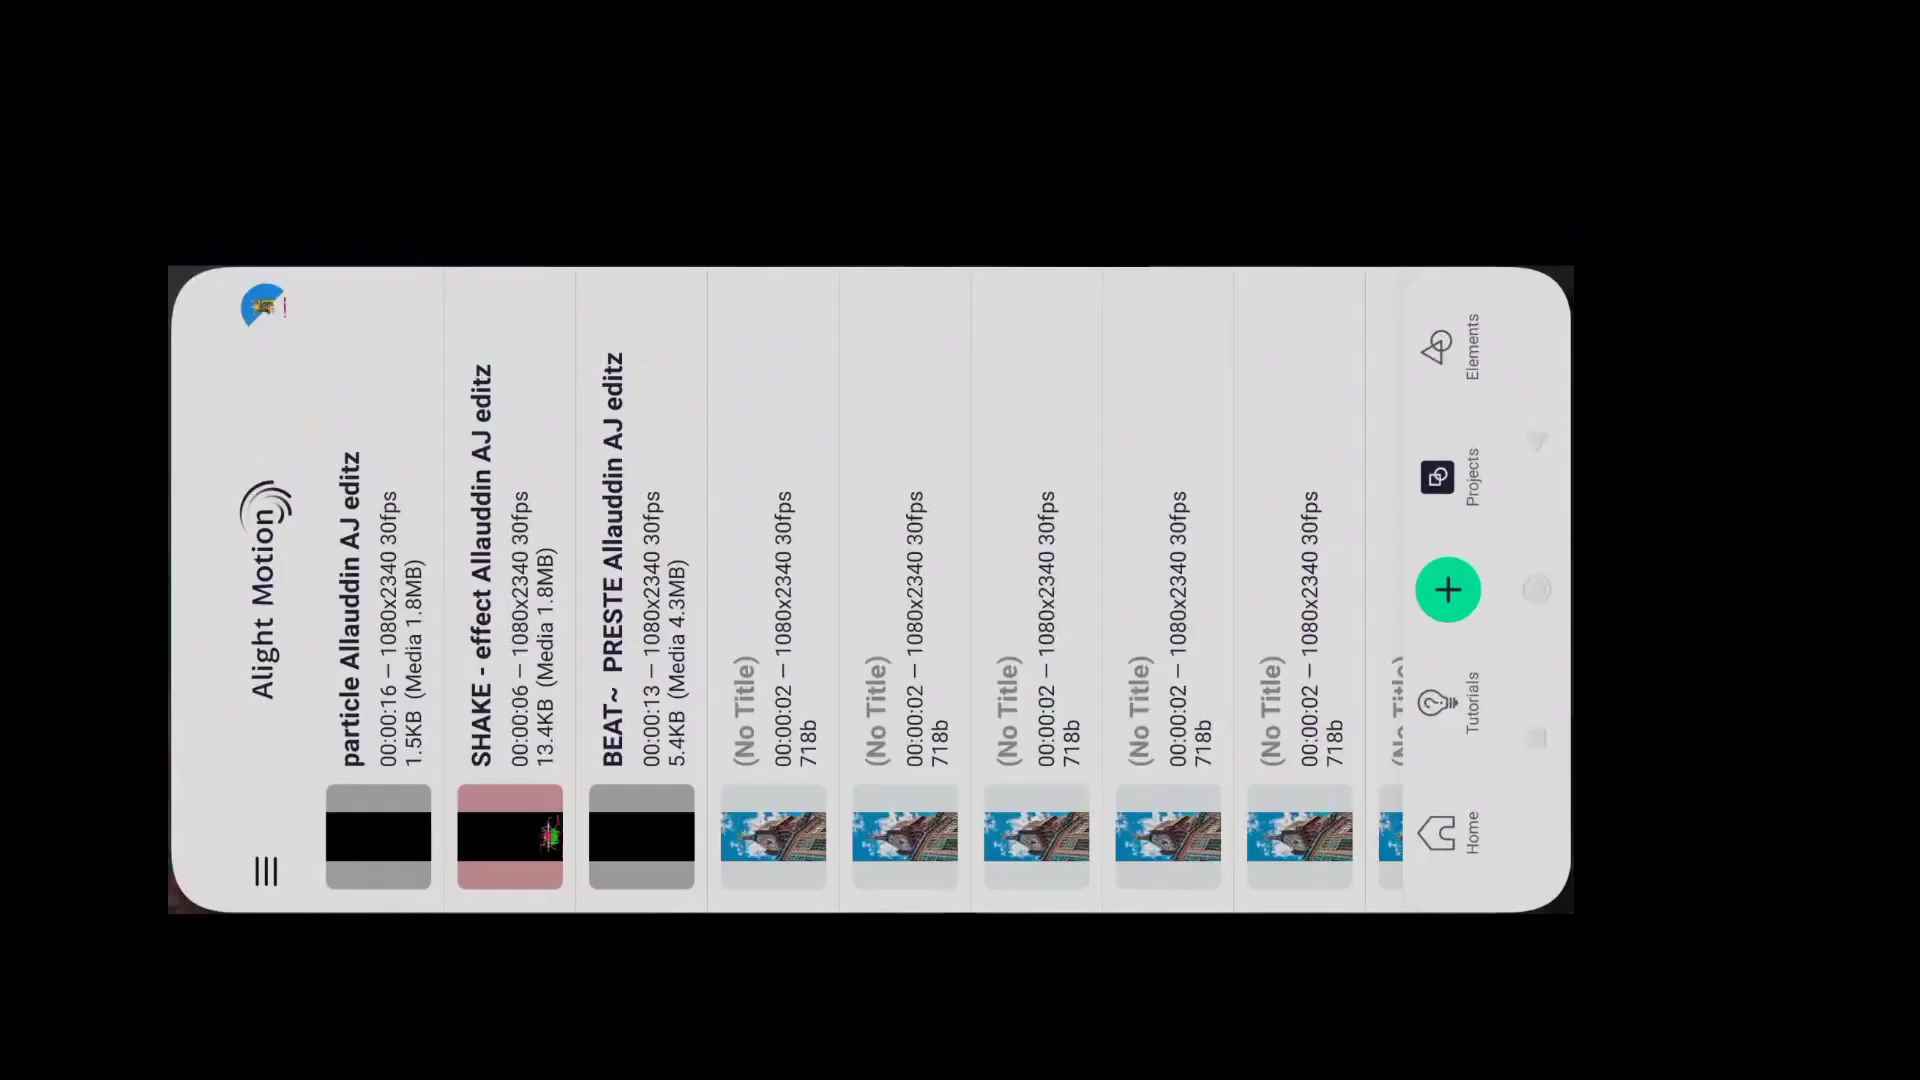 Alight Motion
particle Allauddin AJ editz
00:00:16 — 1080x2340 30fps
1.5KB (Media 1.8MB)
SHAKE - effect Allauddin AJ editz
00:00:06 — 1080x2340 30fps
13.4KB (Media 1.8MB)
BEAT~ PRESTE Allauddin AJ editz
00:00:13 — 1080x2340 30fps
5.4KB (Media 4.3MB)
(No Title)
00:00:02 — 1080x2340 30fps
718b
(No Title)
00:00:02 — 1080x2340 30fps
718b
(No Title)
00:00:02 — 1080x2340 30fps
718b
(No Title)
00:00:02 — 1080x2340 30fps
718b
(No Title)
00:00:02 — 1080x2340 30fps
718b
(No Title)
Home
Tutorials
Projects
Elements